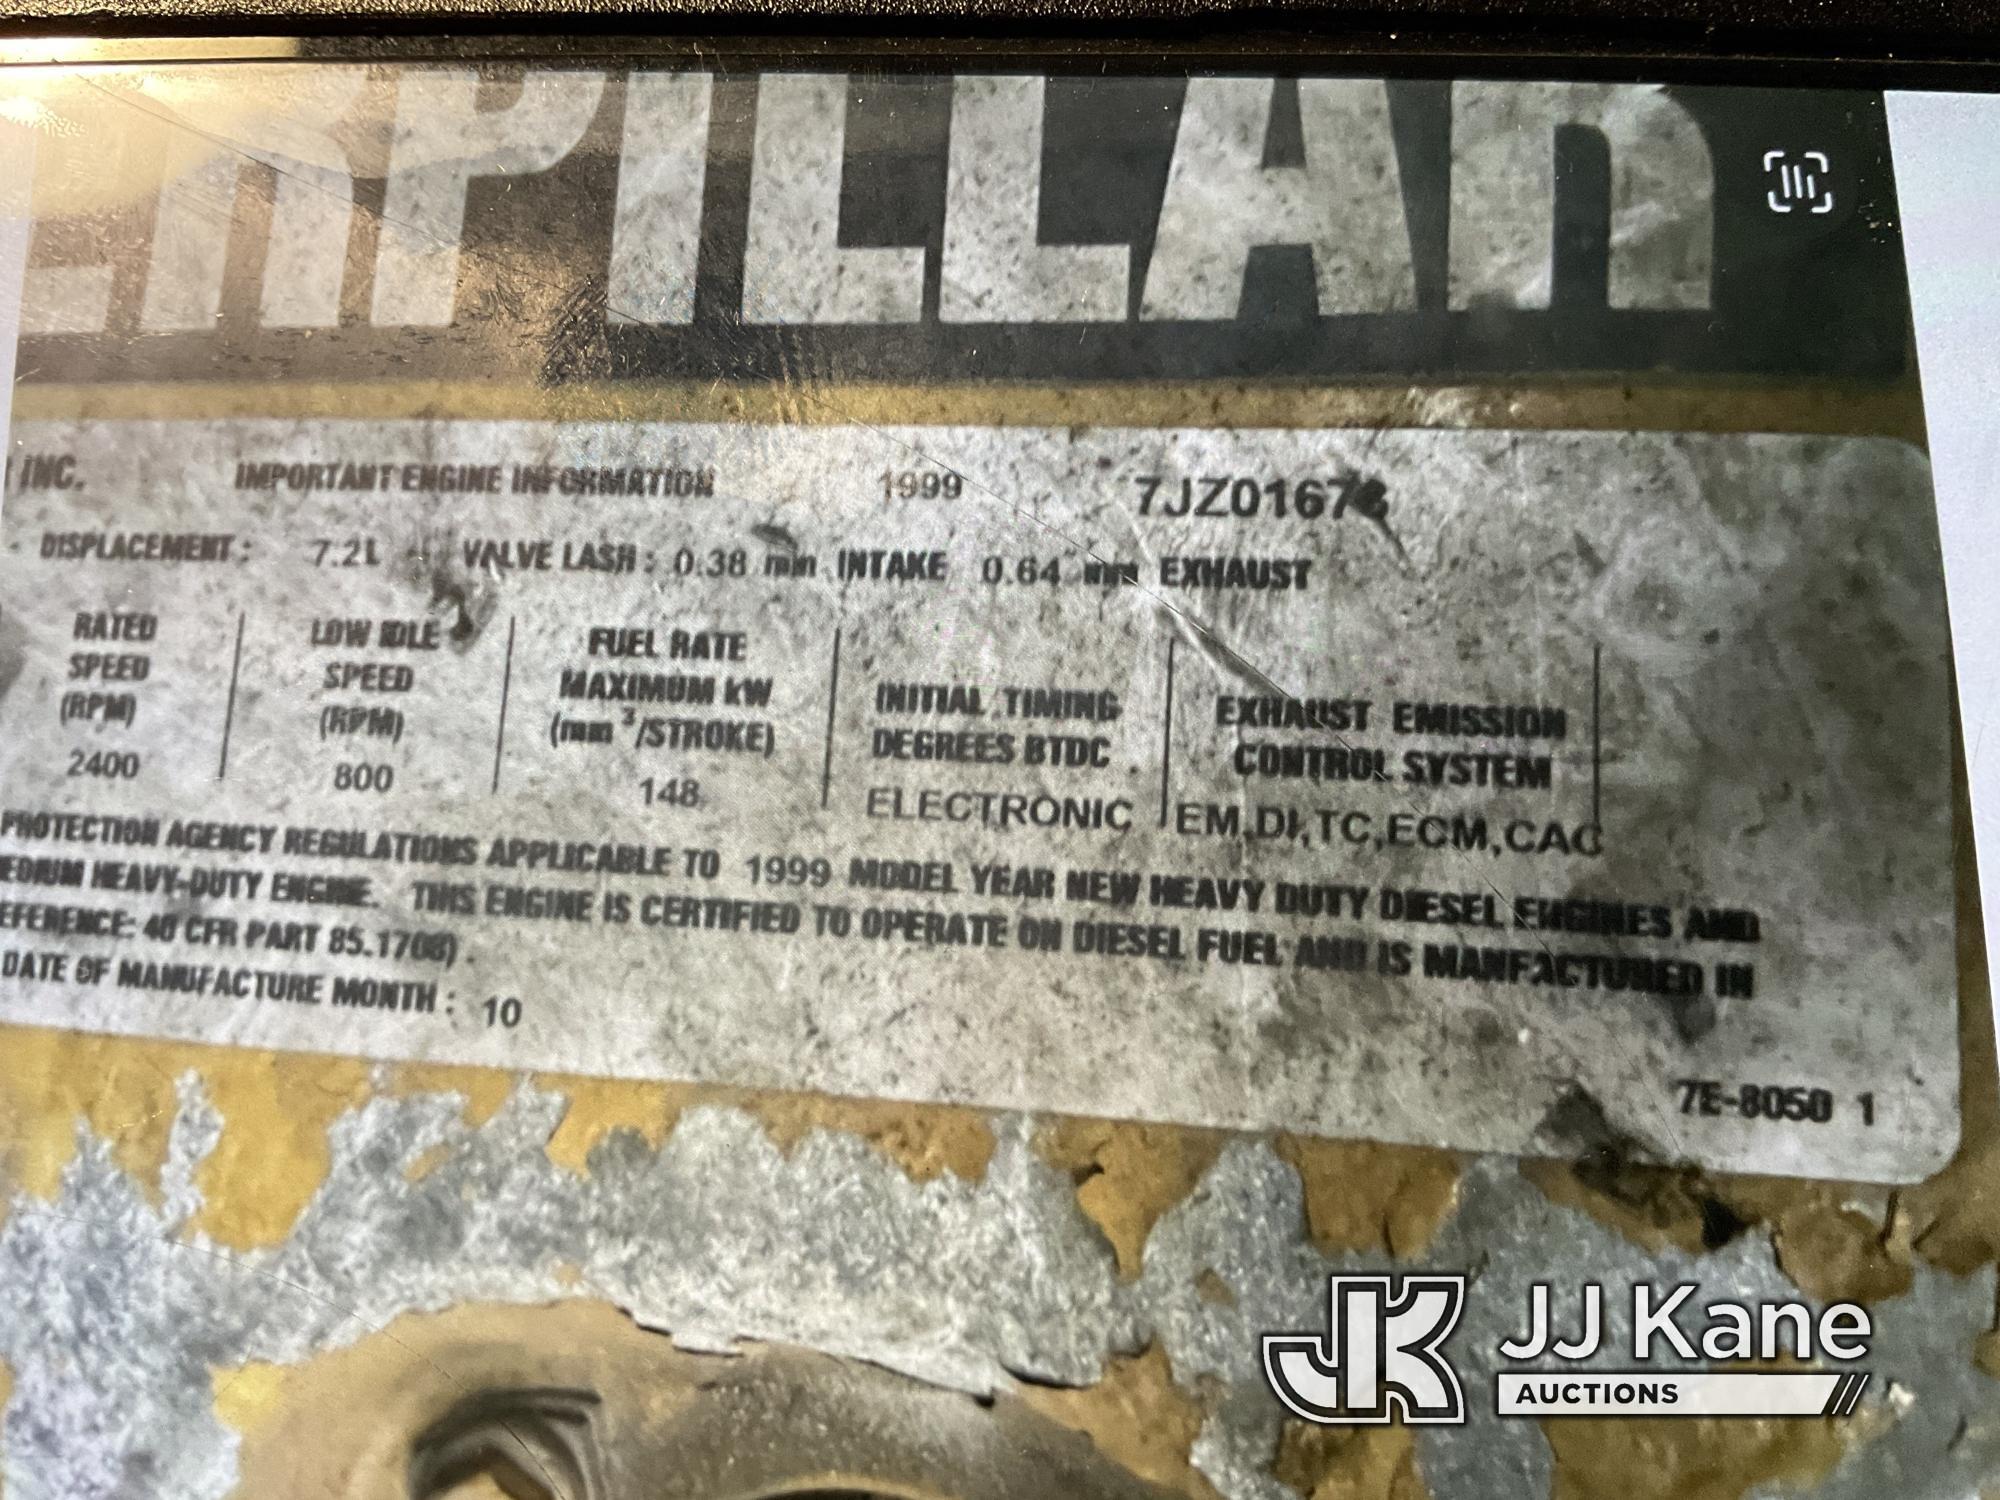 ERPILLAR
INC. IMPORTANT ENGINE INFORMATION 1999
DISPLACEMENT: 7.2L VALVE LASH: 0.38 mm INTAKE 0.64 mm EXHAUST
RATED SPEED (RPM) 2400
LOW IDLE SPEED (RPM) 800
FUEL RATE MAXIMUM kW (mm³/STROKE) 148
INITIAL TIMING DEGREES BTDC ELECTRONIC
EXHAUST EMISSION CONTROL SYSTEM EM,DI,TC,ECM,CAC
PROTECTION AGENCY REGULATIONS APPLICABLE TO 1999 MODEL YEAR NEW HEAVY DUTY DIESEL ENGINES AND
EDIUM HEAVY-DUTY ENGINE. THIS ENGINE IS CERTIFIED TO OPERATE ON DIESEL FUEL AND IS MANFACTURED IN
EFERENCE: 40 CFR PART 85.1703).
DATE OF MANUFACTURE MONTH: 10
7E-8050 1
JK JJ Kane
AUCTIONS